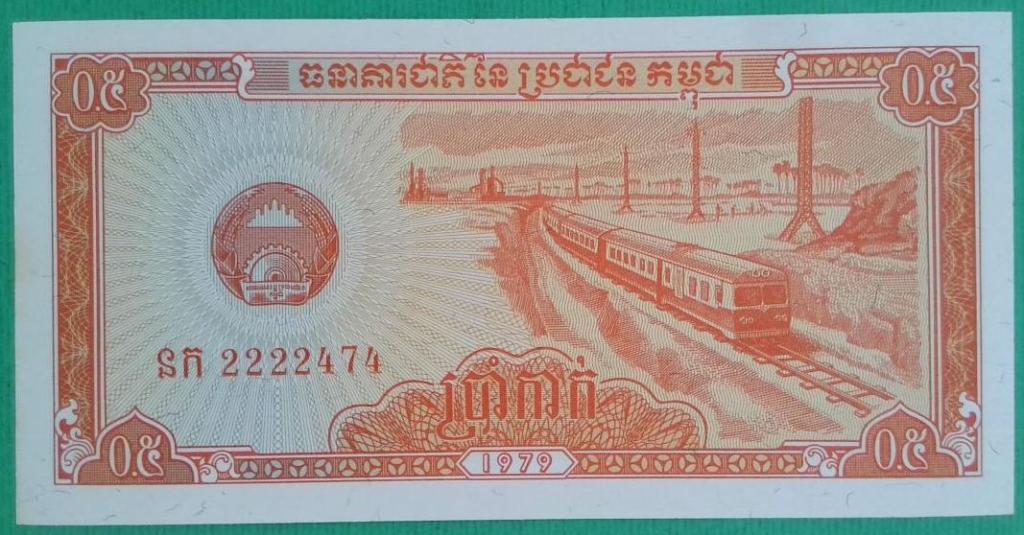 ធនាគារជាតិ នៃ ប្រជាជន កម្ពុជា
០.៥ ០.៥
នក 2222474
ប្រាំកាក់
០.៥ 1979 ០.៥